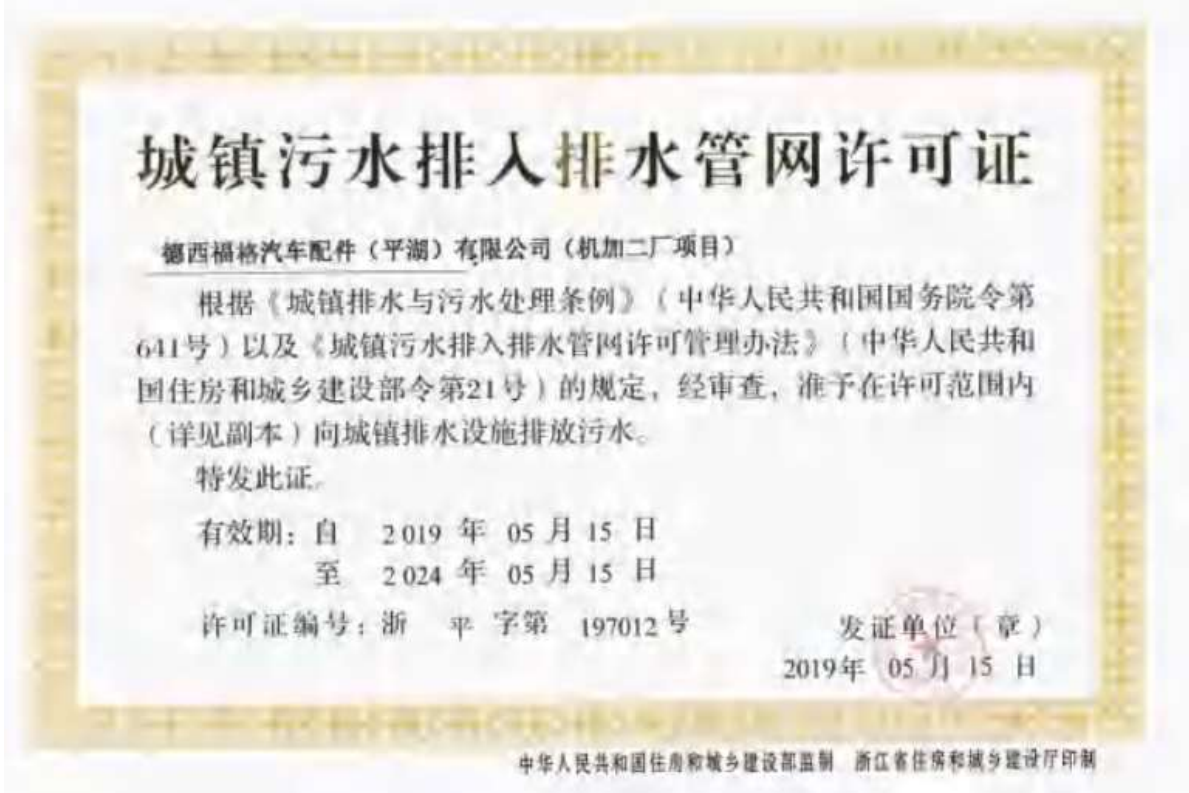 城镇污水排入排水管网许可证
德西福格汽车配件（平湖）有限公司（机加二厂项目）
根据《城镇排水与污水处理条例》（中华人民共和国国务院令第
641号）以及《城镇污水排入排水管网许可管理办法》（中华人民共和
国住房和城乡建设部令第21号）的规定，经审查，准予在许可范围内
（详见副本）向城镇排水设施排放污水。
特发此证。
有效期：自 2019 年 05 月 15 日
至 2024 年 05 月 15 日
许可证编号：浙 平 字第 197012 号
发证单位（章）
2019年 05 月 15 日
中华人民共和国住房和城乡建设部监制 浙江省住房和城乡建设厅印制